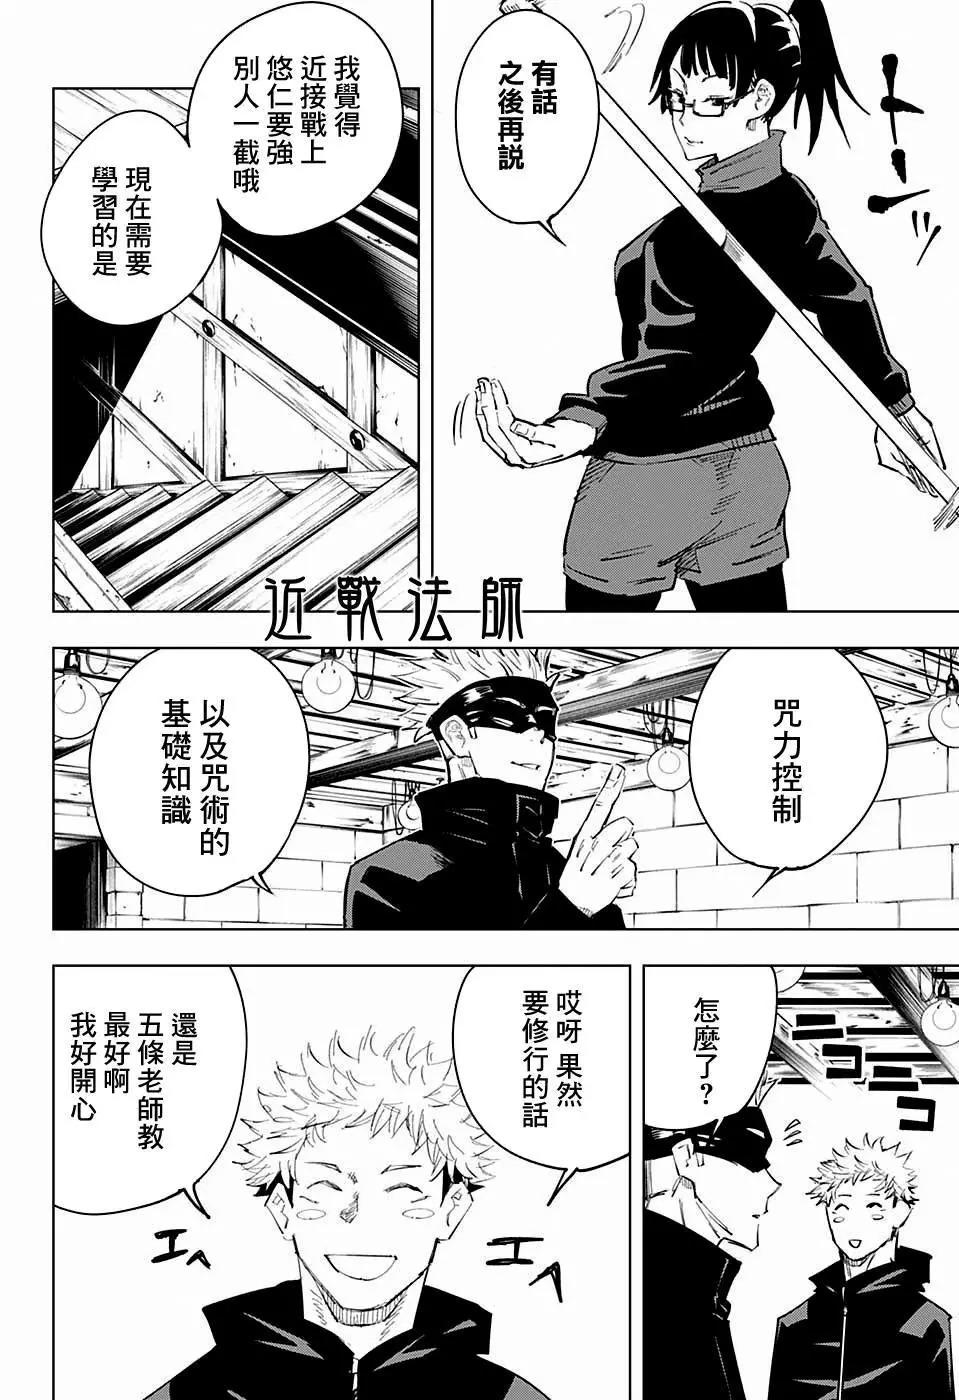 有話
之後再説
トーン
我覺得
近接戰上
悠仁要強
別人一截哦
現在需要
學習的是
近戰法師
咒力控制
以及咒術的
基礎知識
怎麼了?
ニコニコ
哎呀 果然
要修行的話
還是
五條老師教
最好啊
我好開心
エヘ
エヘ